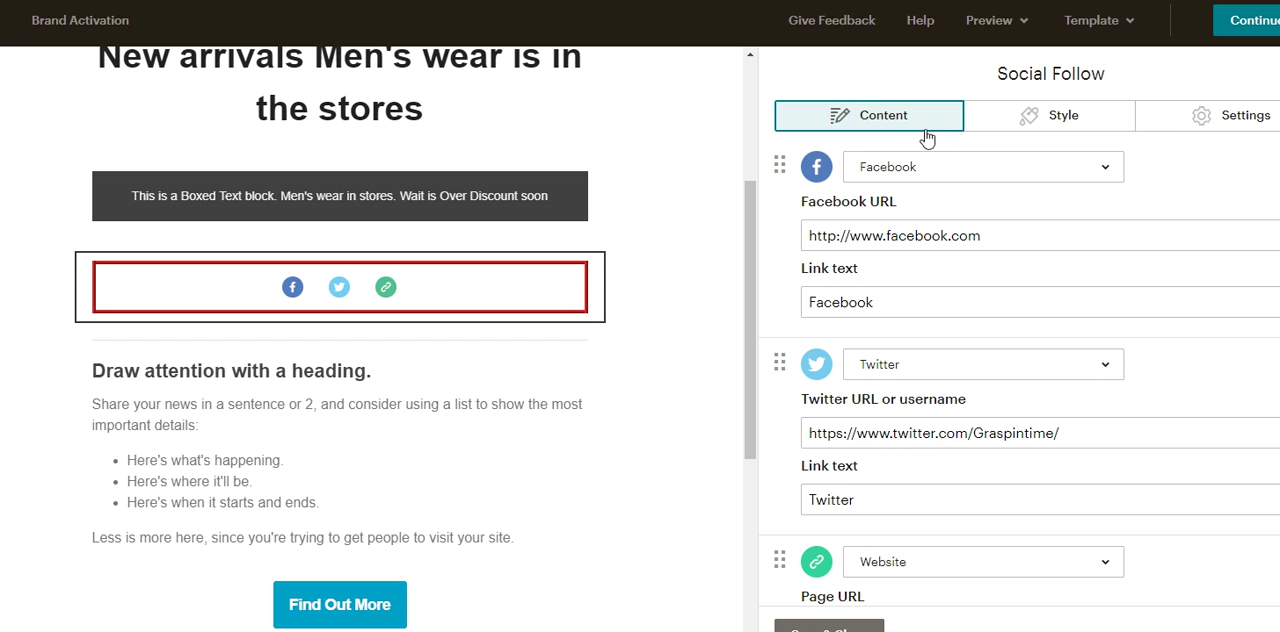 Brand Activation
Give Feedback Help Preview Template Continue
New arrivals Men's wear is in
the stores
This is a Boxed Text block. Men's wear in stores. Wait is Over Discount soon
Draw attention with a heading.
Share your news in a sentence or 2, and consider using a list to show the most
important details:
Here's what's happening.
Here's where it'll be.
Here's when it starts and ends.
Less is more here, since you're trying to get people to visit your site.
Find Out More
Social Follow
Content Style Settings
Facebook
Facebook URL
http://www.facebook.com
Link text
Facebook
Twitter
Twitter URL or username
https://www.twitter.com/Graspintime/
Link text
Twitter
Website
Page URL